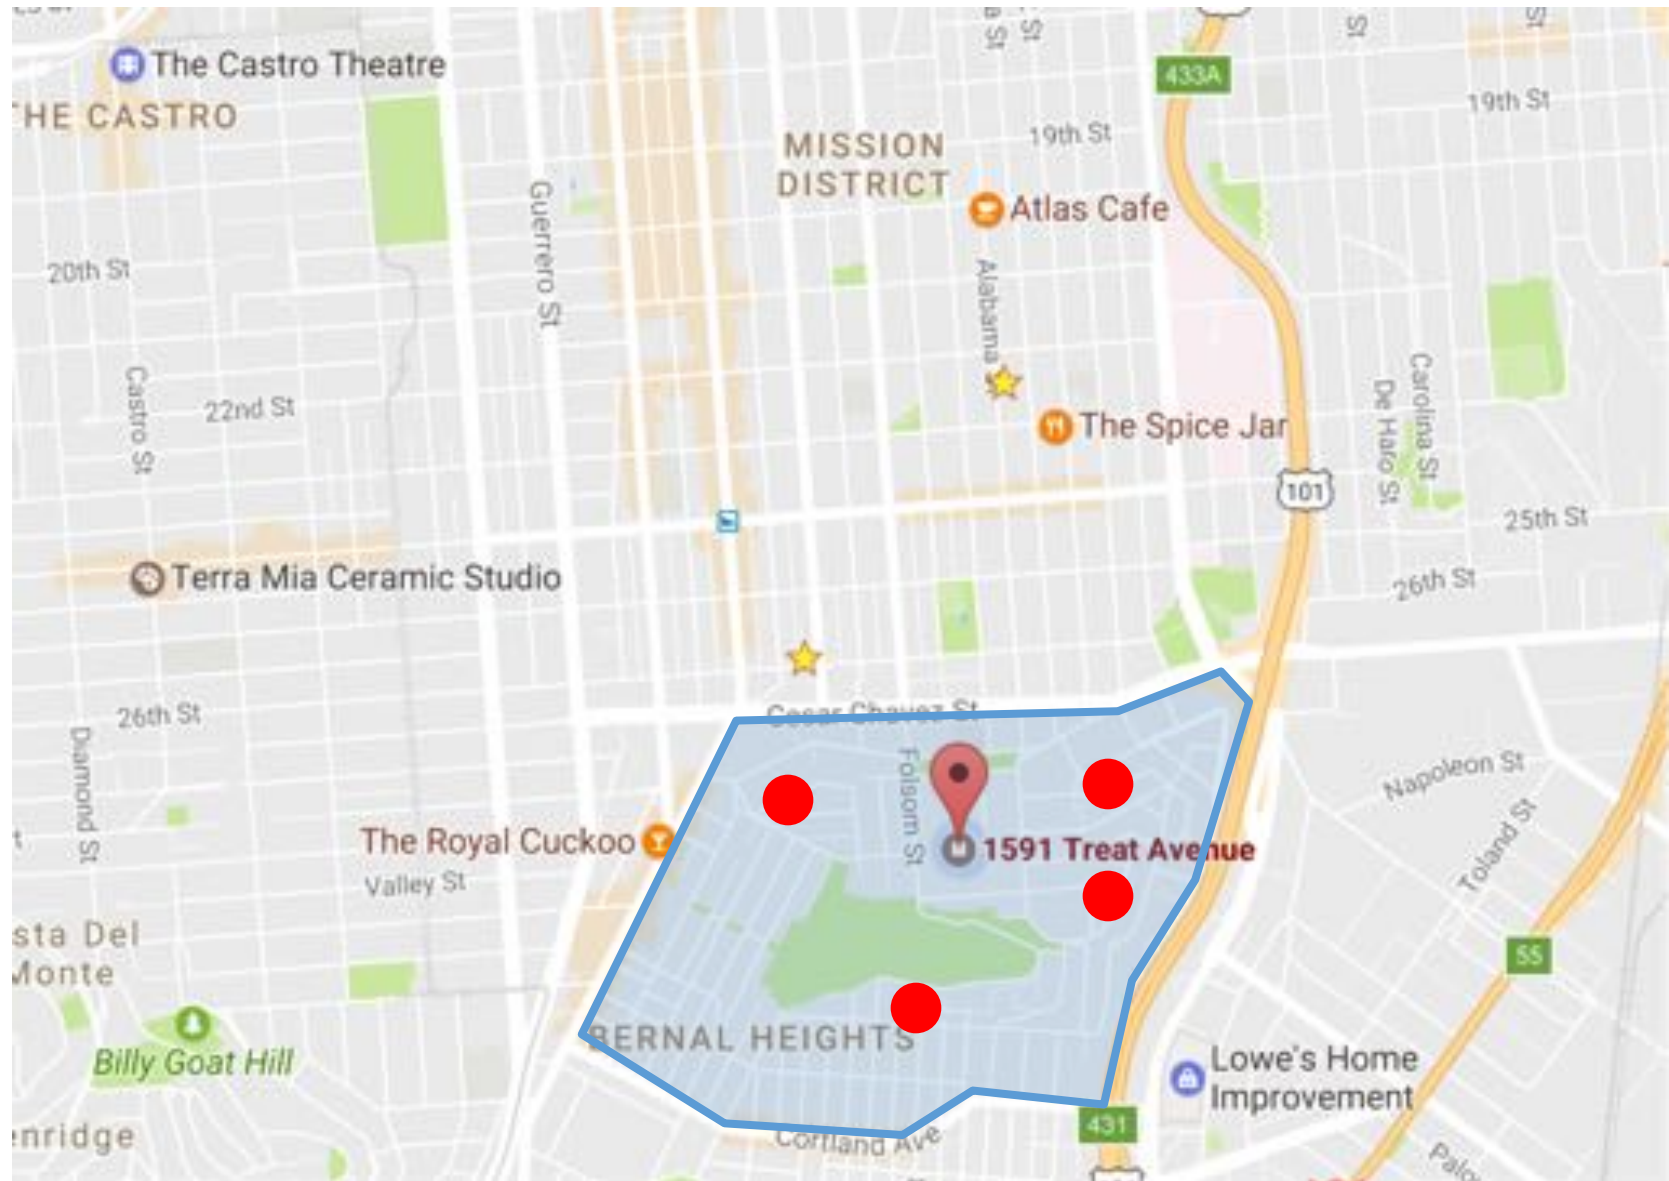 The Castro Theatre
THE CASTRO
433A
19th St
19th St
MISSION
DISTRICT
Atlas Cafe
Guerrero St
Alabama
20th St
Castro St
22nd St
The Spice Jar
Carolina St
De Haro St
101
25th St
26th St
Terra Mia Ceramic Studio
26th St
Cesar Chavez St
Diamond St
Folsom St
Napoleon St
Toland St
The Royal Cuckoo
1591 Treat Avenue
Valley St
sta Del
Monte
55
BERNAL HEIGHTS
Billy Goat Hill
Lowe's Home
Improvement
431
enridge
Cortland Ave